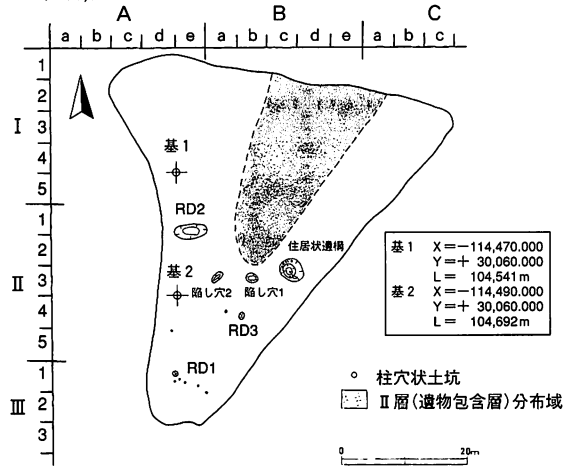 A B C
a b c d e a b c d e a b c
I
1
2
3
4
5
II
1
2
3
4
5
III
1
2
3
基1
RD2
基2
住居状遺構
陥し穴2 陥し穴1
RD3
RD1
基1 X=-114,470.000
Y=+ 30,060.000
L= 104,541m
基2 X=-114,490.000
Y=+ 30,060.000
L= 104,692m
柱穴状土坑
II層(遺物包含層)分布域
0 20m